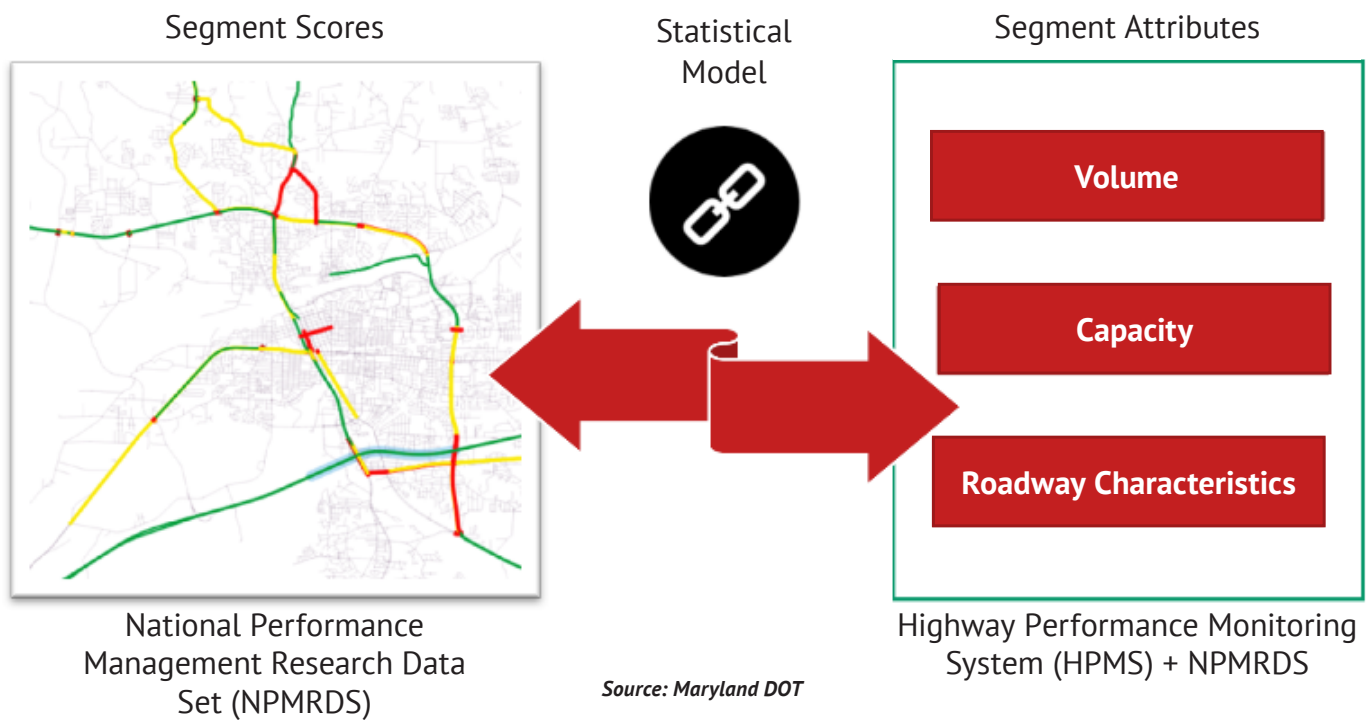 Segment Scores
Statistical
Model
Segment Attributes
Volume
Capacity
Roadway Characteristics
National Performance
Management Research Data
Set (NPMRDS)
Source: Maryland DOT
Highway Performance Monitoring
System (HPMS) + NPMRDS